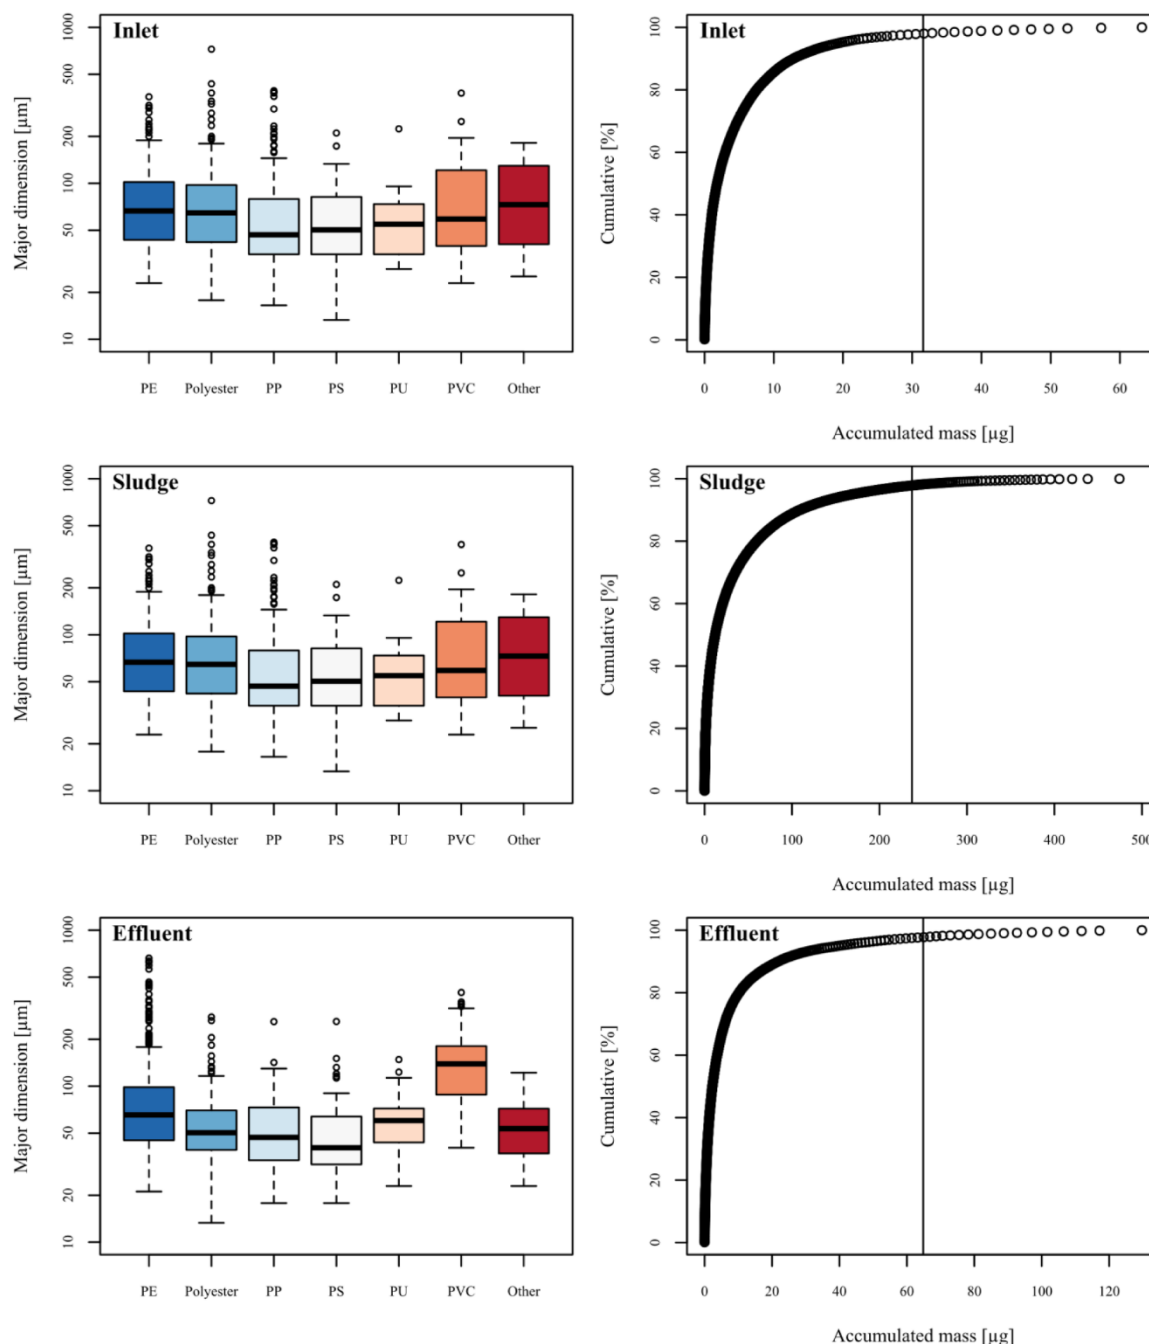 Inlet
Major dimension [µm]
1000
500
200
100
50
20
10
PE Polyester PP PS PU PVC Other
Inlet
Cumulative [%]
100
80
60
40
20
0
0 10 20 30 40 50 60
Accumulated mass [µg]
Sludge
Major dimension [µm]
1000
500
200
100
50
20
10
PE Polyester PP PS PU PVC Other
Sludge
Cumulative [%]
100
80
60
40
20
0
0 100 200 300 400 500
Accumulated mass [µg]
Effluent
Major dimension [µm]
1000
500
200
100
50
20
10
PE Polyester PP PS PU PVC Other
Effluent
Cumulative [%]
100
80
60
40
20
0
0 20 40 60 80 100 120
Accumulated mass [µg]